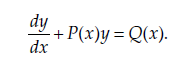 dy/dx + P(x)y = Q(x).